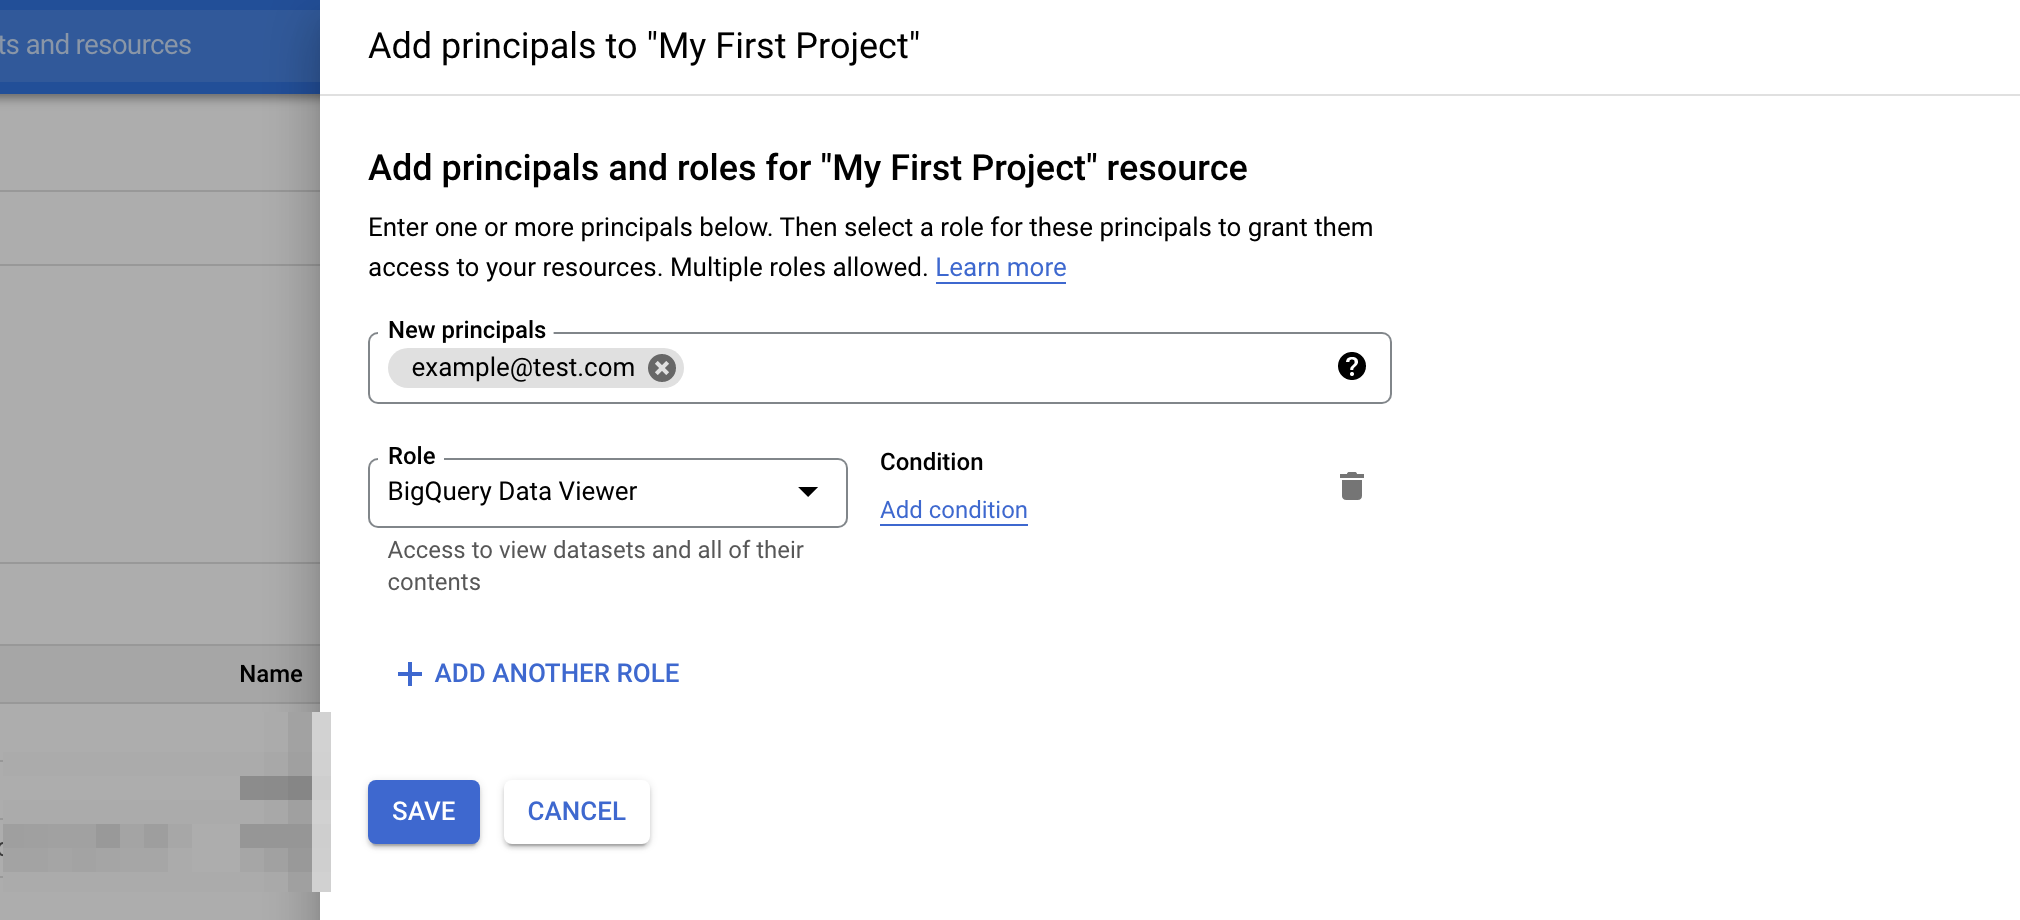 ts and resources
Add principals to "My First Project"
Add principals and roles for "My First Project" resource
Enter one or more principals below. Then select a role for these principals to grant them
access to your resources. Multiple roles allowed. Learn more
New principals
example@test.com
Role
BigQuery Data Viewer
Condition
Add condition
Access to view datasets and all of their
contents
ADD ANOTHER ROLE
Name
SAVE CANCEL